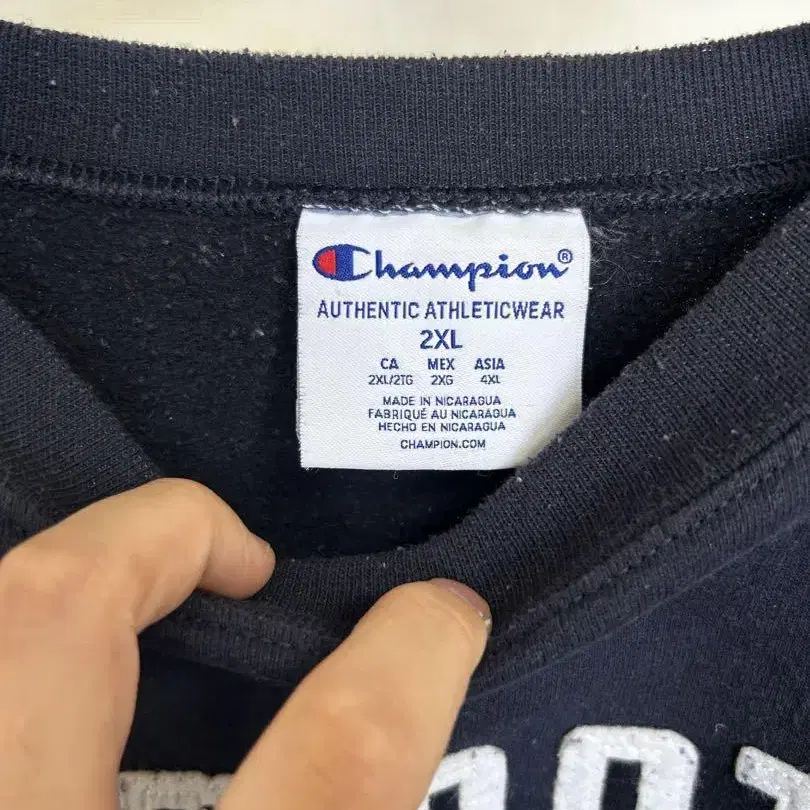 Champion®
AUTHENTIC ATHLETICWEAR
2XL
CA MEX ASIA
2XL/2TG 2XG 4XL
MADE IN NICARAGUA
FABRIQUÉ AU NICARAGUA
HECHO EN NICARAGUA
CHAMPION.COM